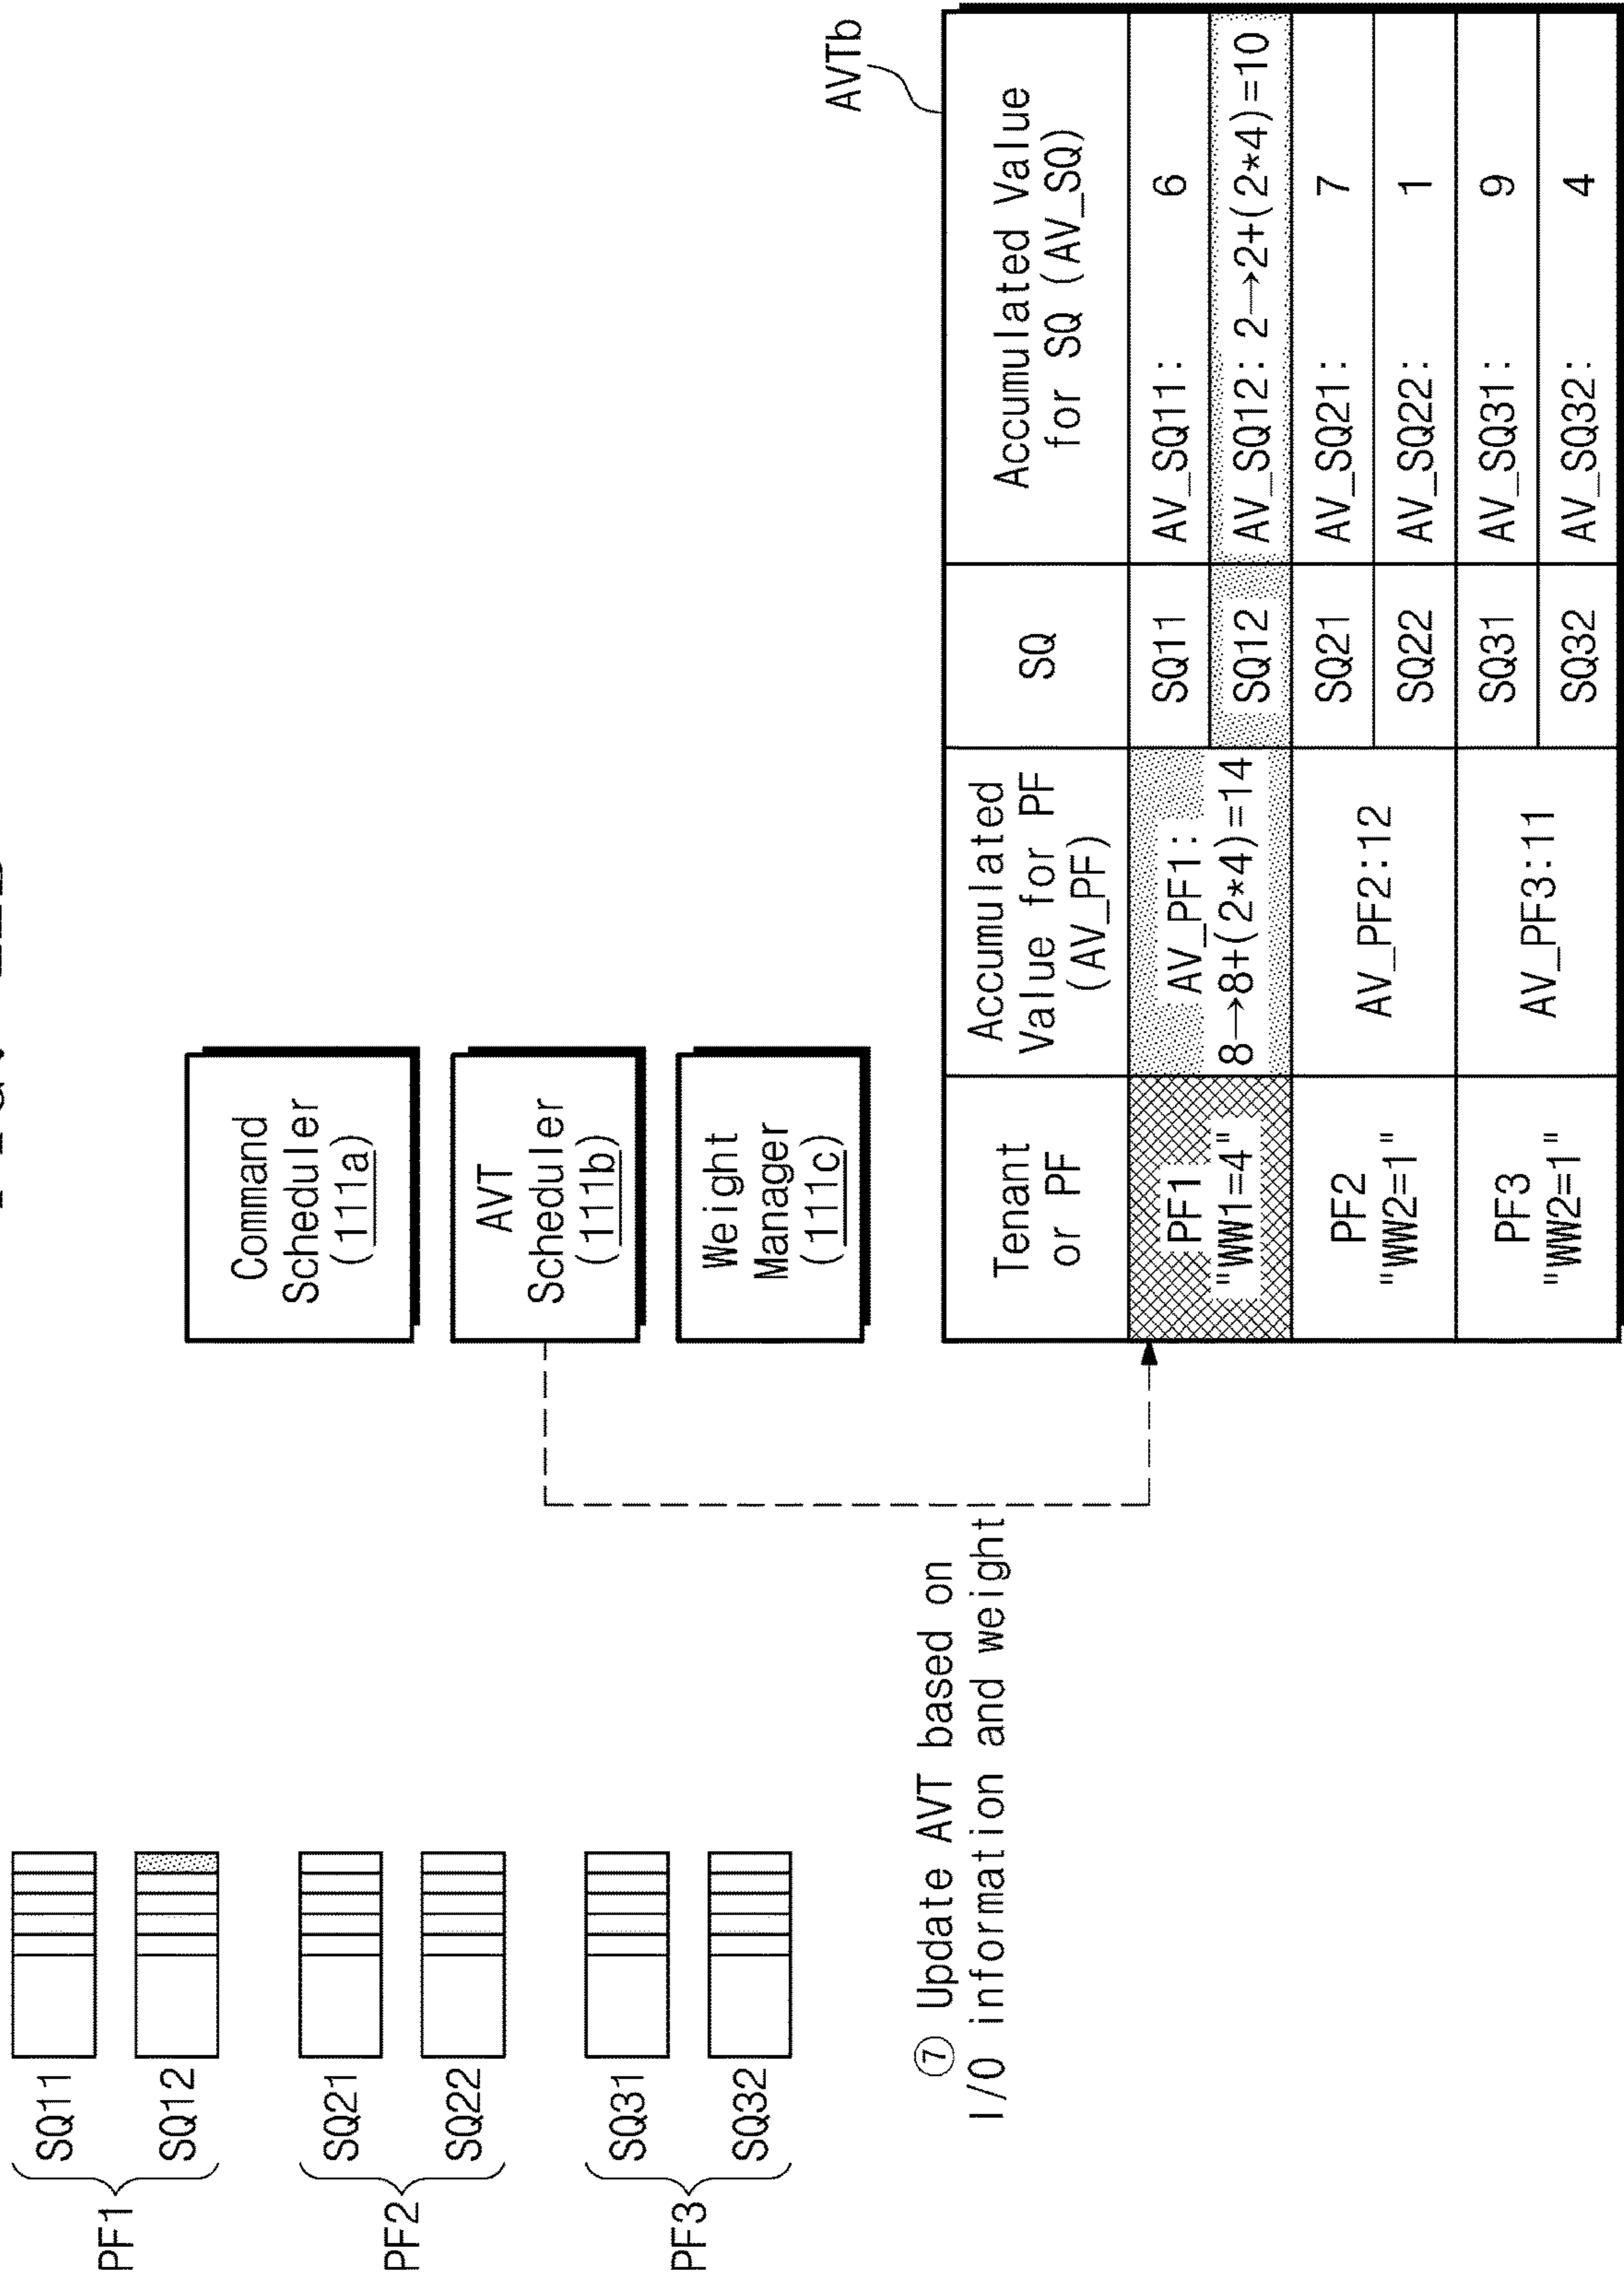 PF1
SQ11
SQ12
PF2
SQ21
SQ22
PF3
SQ31
SQ32
Command
Scheduler
(111a)
AVT
Scheduler
(111b)
Weight
Manager
(111c)
⑦ Update AVT based on
I/O information and weight
AVTb
Tenant
or PF
Accumulated
Value for PF
(AV_PF)
SQ
Accumulated Value
for SQ (AV_SQ)
PF1
"WW1=4"
AV_PF1:
8→8+(2*4)=14
SQ11
AV_SQ11: 6
SQ12
AV_SQ12: 2→2+(2*4)=10
PF2
"WW2=1"
AV_PF2:12
SQ21
AV_SQ21: 7
SQ22
AV_SQ22: 1
PF3
"WW2=1"
AV_PF3:11
SQ31
AV_SQ31: 9
SQ32
AV_SQ32: 4